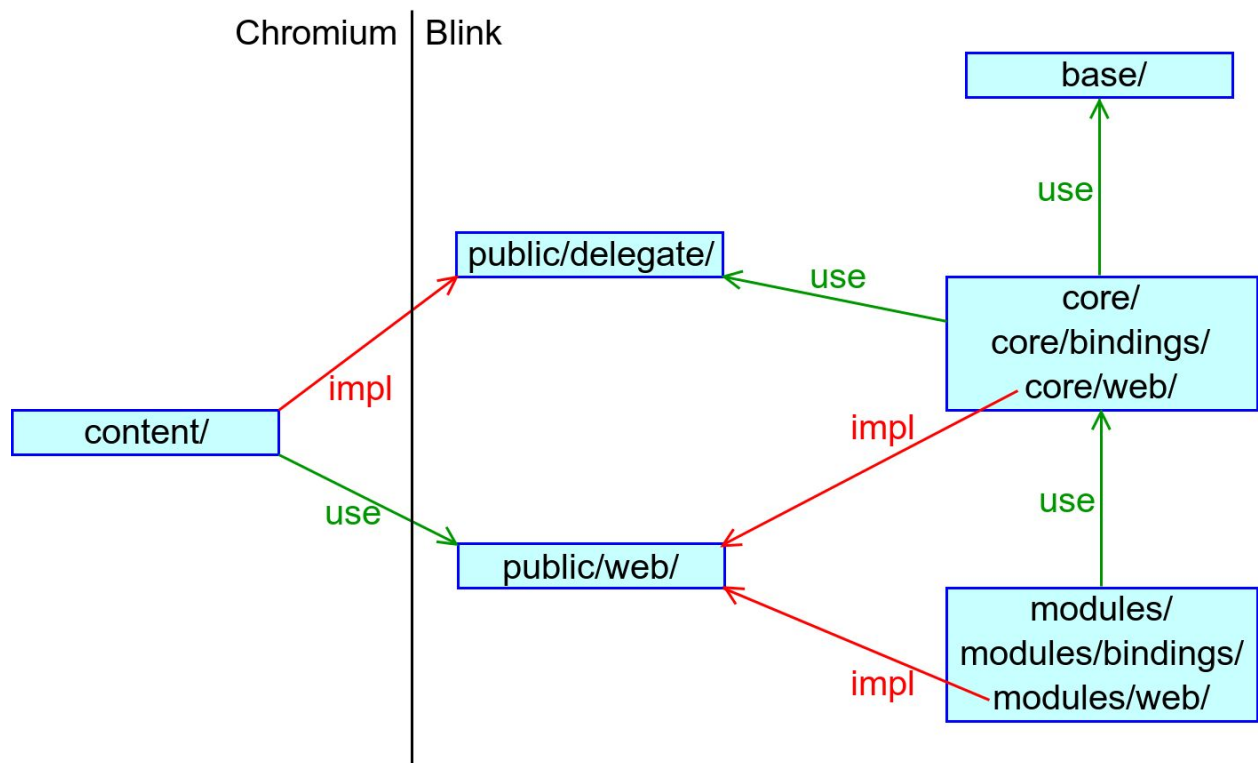 Chromium
Blink
base/
use
public/delegate/
use
core/
core/bindings/
core/web/
impl
content/
impl
use
use
public/web/
modules/
modules/bindings/
modules/web/
impl